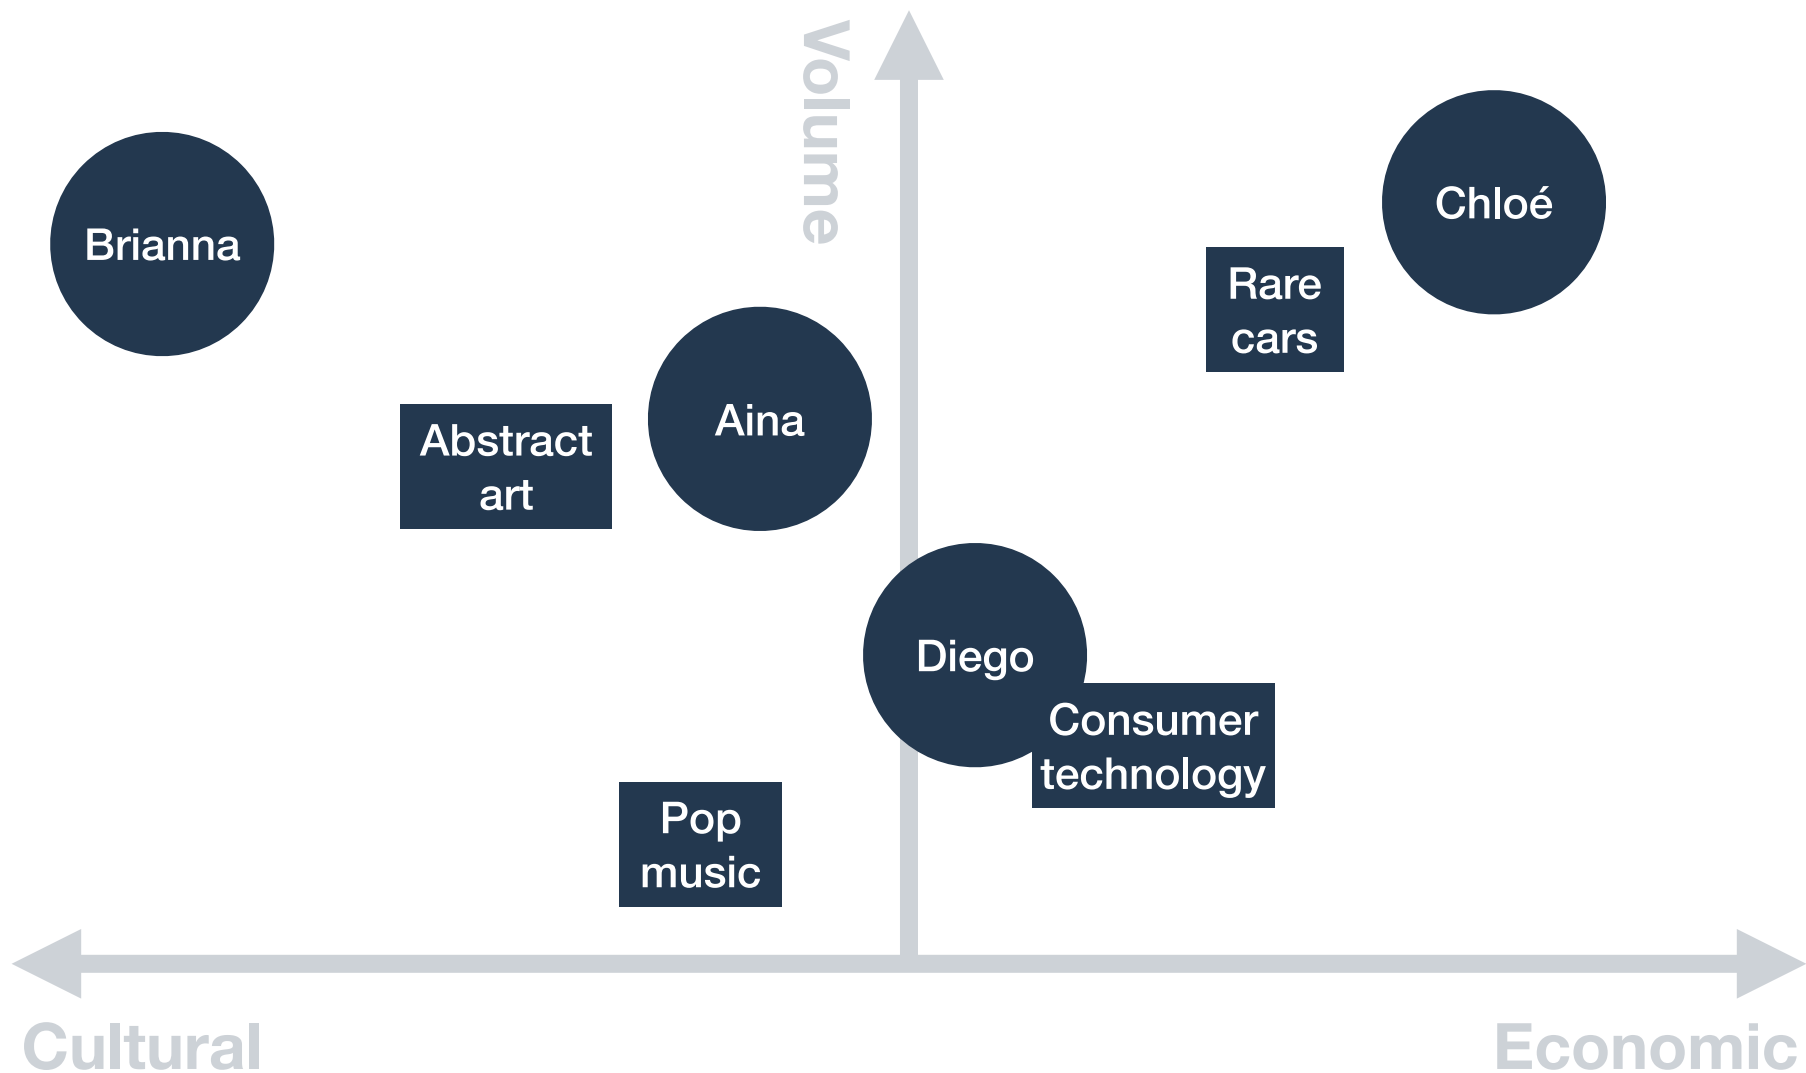 Volume
Chloé
Brianna
Rare
cars
Aina
Abstract
art
Diego
Consumer
technology
Pop
music
Cultural
Economic